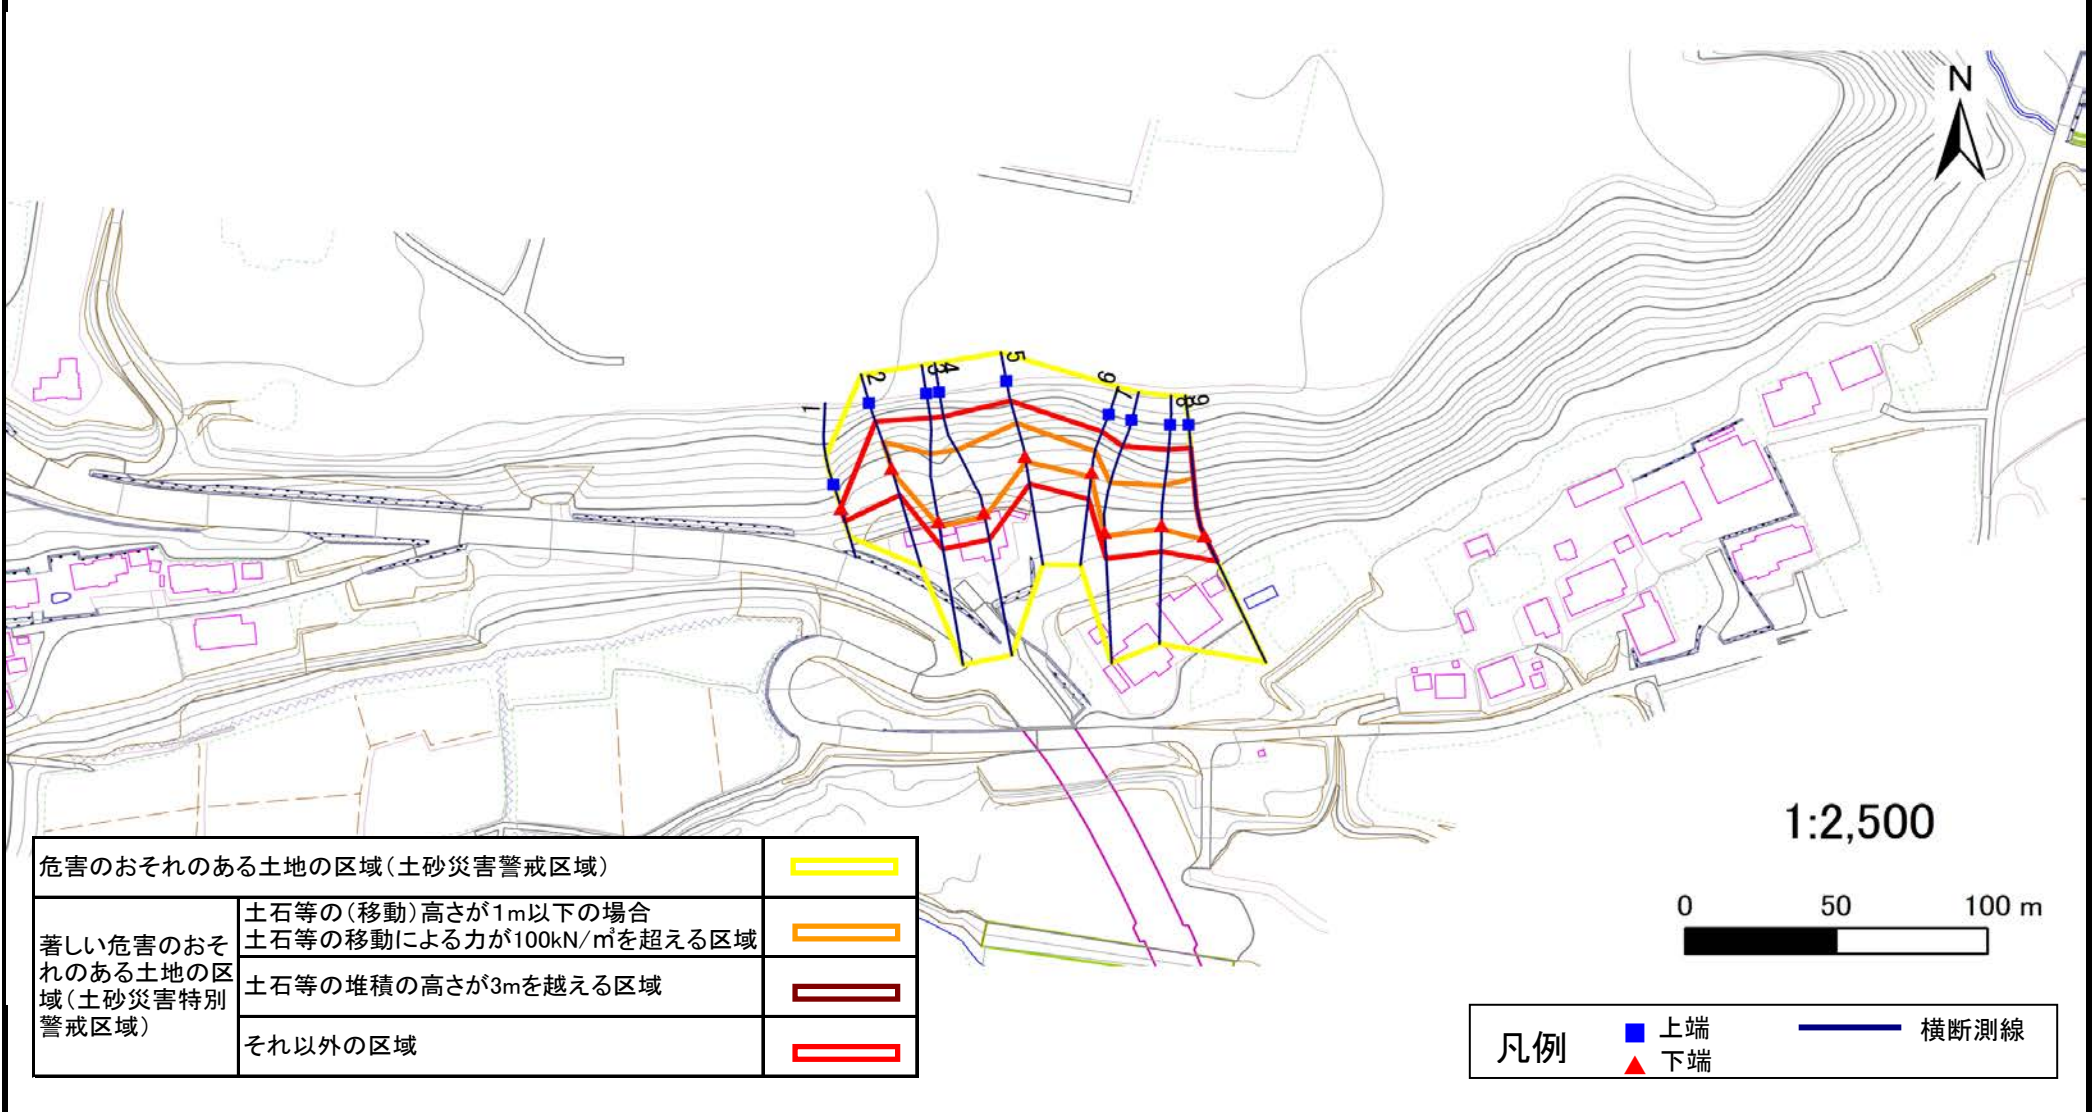 N
1
2
3
4
5
6
7
8
9
1:2,500
0 50 100 m
危害のおそれのある土地の区域(土砂災害警戒区域)
著しい危害のおそ
れのある土地の区
域(土砂災害特別
警戒区域)
土石等の(移動)高さが1m以下の場合
土石等の移動による力が100kN/㎡を超える区域
土石等の堆積の高さが3mを越える区域
それ以外の区域
凡例
上端
下端
横断測線